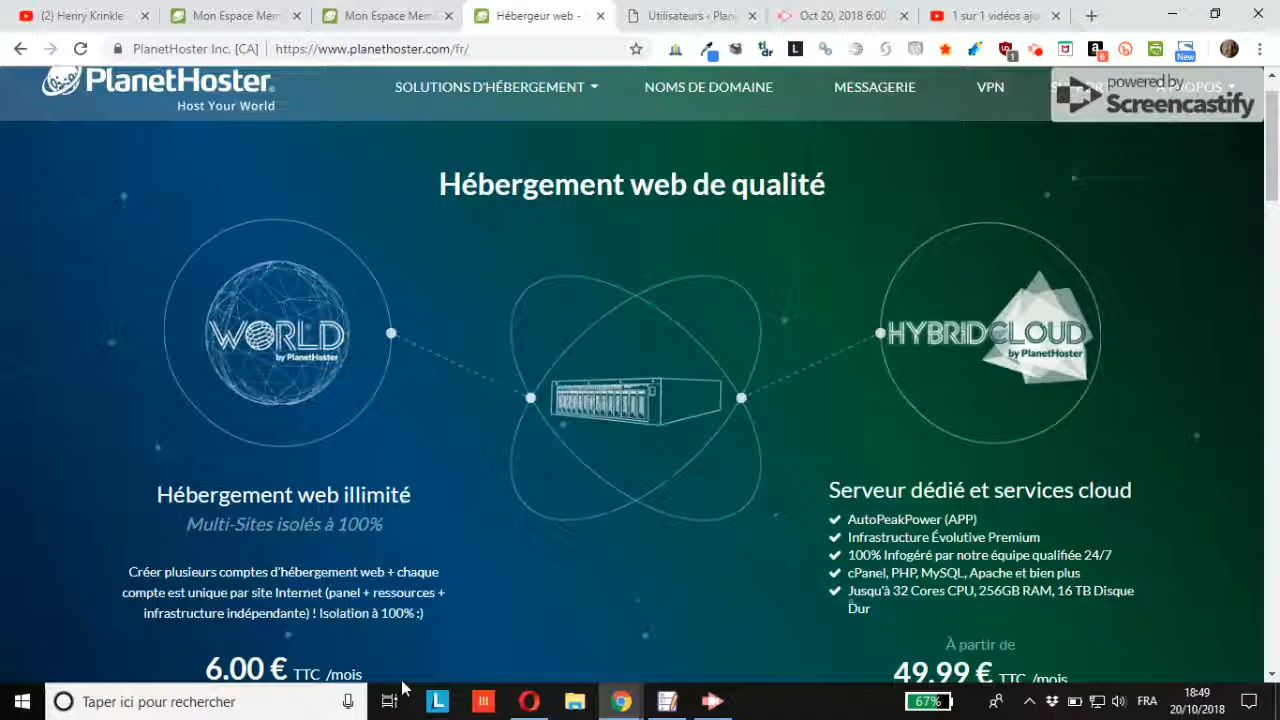 (2) Henry Krinkle
Mon Espace Mem
Mon Espace Mem
Hébergeur web -
Utilisateurs ‹ Plan
Oct 20, 2018 6:00
1 sur 1 vidéos aj
PlanetHoster Inc. [CA]
https://www.planethoster.com/fr/
tldr
L
1
6
New
PlanetHoster
Host Your World
SOLUTIONS D'HÉBERGEMENT
NOMS DE DOMAINE
MESSAGERIE
VPN
powered by
Screencastify
Hébergement web de qualité
WORLD
by PlanetHoster
HYBRIDCLOUD
by PlanetHoster
Hébergement web illimité
Multi-Sites isolés à 100%
Créer plusieurs comptes d'hébergement web + chaque
compte est unique par site Internet (panel + ressources +
infrastructure indépendante) ! Isolation à 100% :)
6.00 € TTC /mois
Serveur dédié et services cloud
AutoPeakPower (APP)
Infrastructure Évolutive Premium
100% Infogéré par notre équipe qualifiée 24/7
cPanel, PHP, MySQL, Apache et bien plus
Jusqu'à 32 Cores CPU, 256GB RAM, 16 TB Disque
Dur
À partir de
49.99 € TTC /mois
Taper ici pour rechercher
L
67%
FRA
18:49
20/10/2018